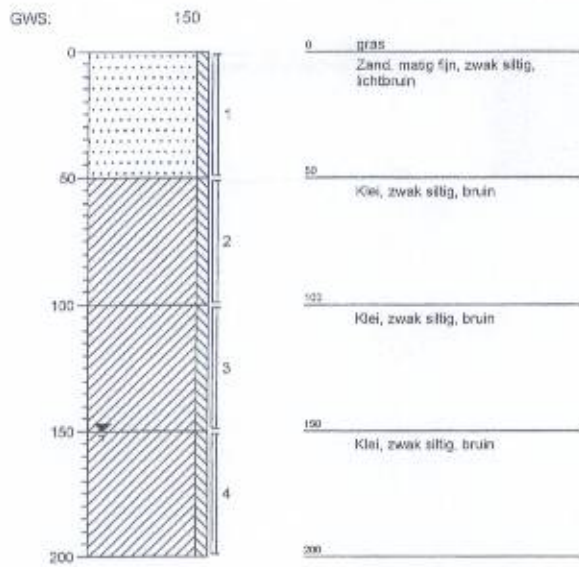 GWS: 150
0
50
100
150
200
1
2
3
4
0 gras
Zand, matig fijn, zwak siltig,
lichtbruin
50
Klei, zwak siltig, bruin
100
Klei, zwak siltig, bruin
150
Klei, zwak siltig, bruin
200